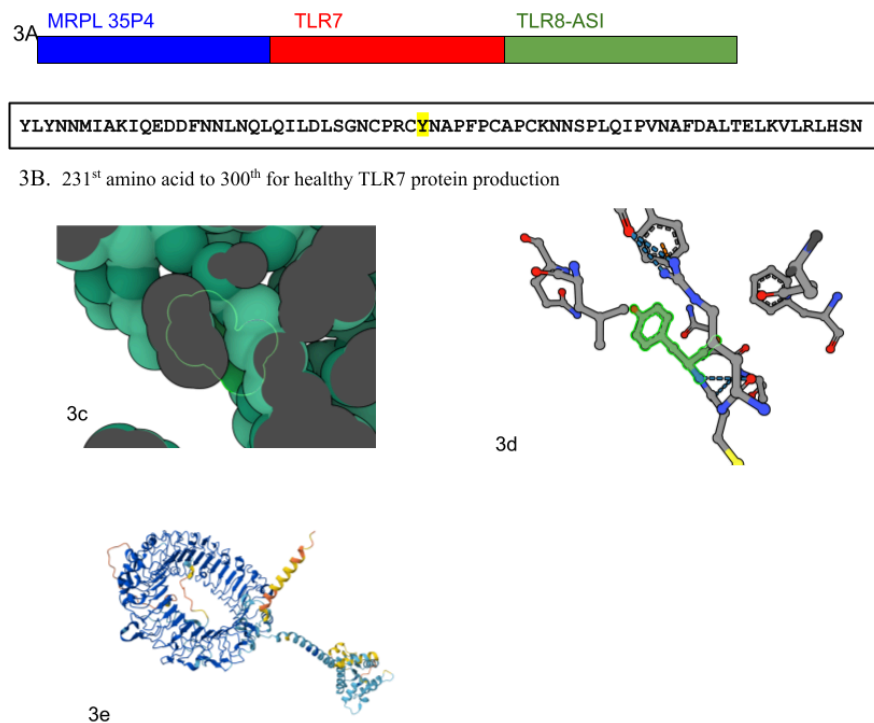 MRPL 35P4 TLR7 TLR8-ASI
3A
YLYNNMIAKIQEDDFNNLNQLQILDLSGNCPRCYNAPFPCAPCKNNSPLQIPVNAFDALTELKVLRLHSN
3B. 231st amino acid to 300th for healthy TLR7 protein production
3c
3d
3e